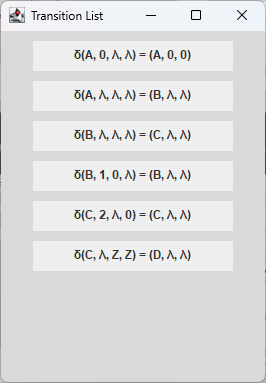 Transition List
δ(A, 0, λ, λ) = (A, 0, 0)
δ(A, λ, λ, λ) = (B, λ, λ)
δ(B, λ, λ, λ) = (C, λ, λ)
δ(B, 1, 0, λ) = (B, λ, λ)
δ(C, 2, λ, 0) = (C, λ, λ)
δ(C, λ, Z, Z) = (D, λ, λ)